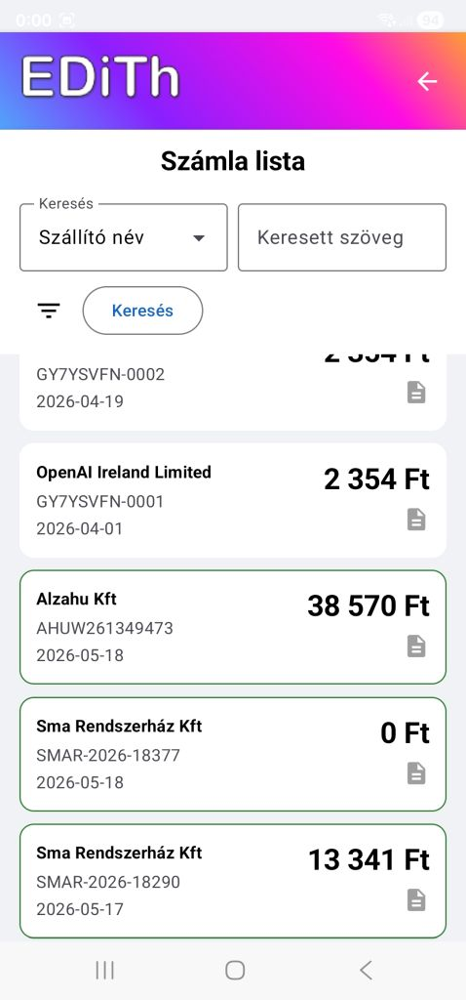 0:00
94
EDiTh
Számla lista
Keresés
Szállító név
Keresett szöveg
Keresés
2 354 Ft
GY7YSVFN-0002
2026-04-19
OpenAI Ireland Limited
2 354 Ft
GY7YSVFN-0001
2026-04-01
Alzahu Kft
38 570 Ft
AHUW261349473
2026-05-18
Sma Rendszerház Kft
0 Ft
SMAR-2026-18377
2026-05-18
Sma Rendszerház Kft
13 341 Ft
SMAR-2026-18290
2026-05-17